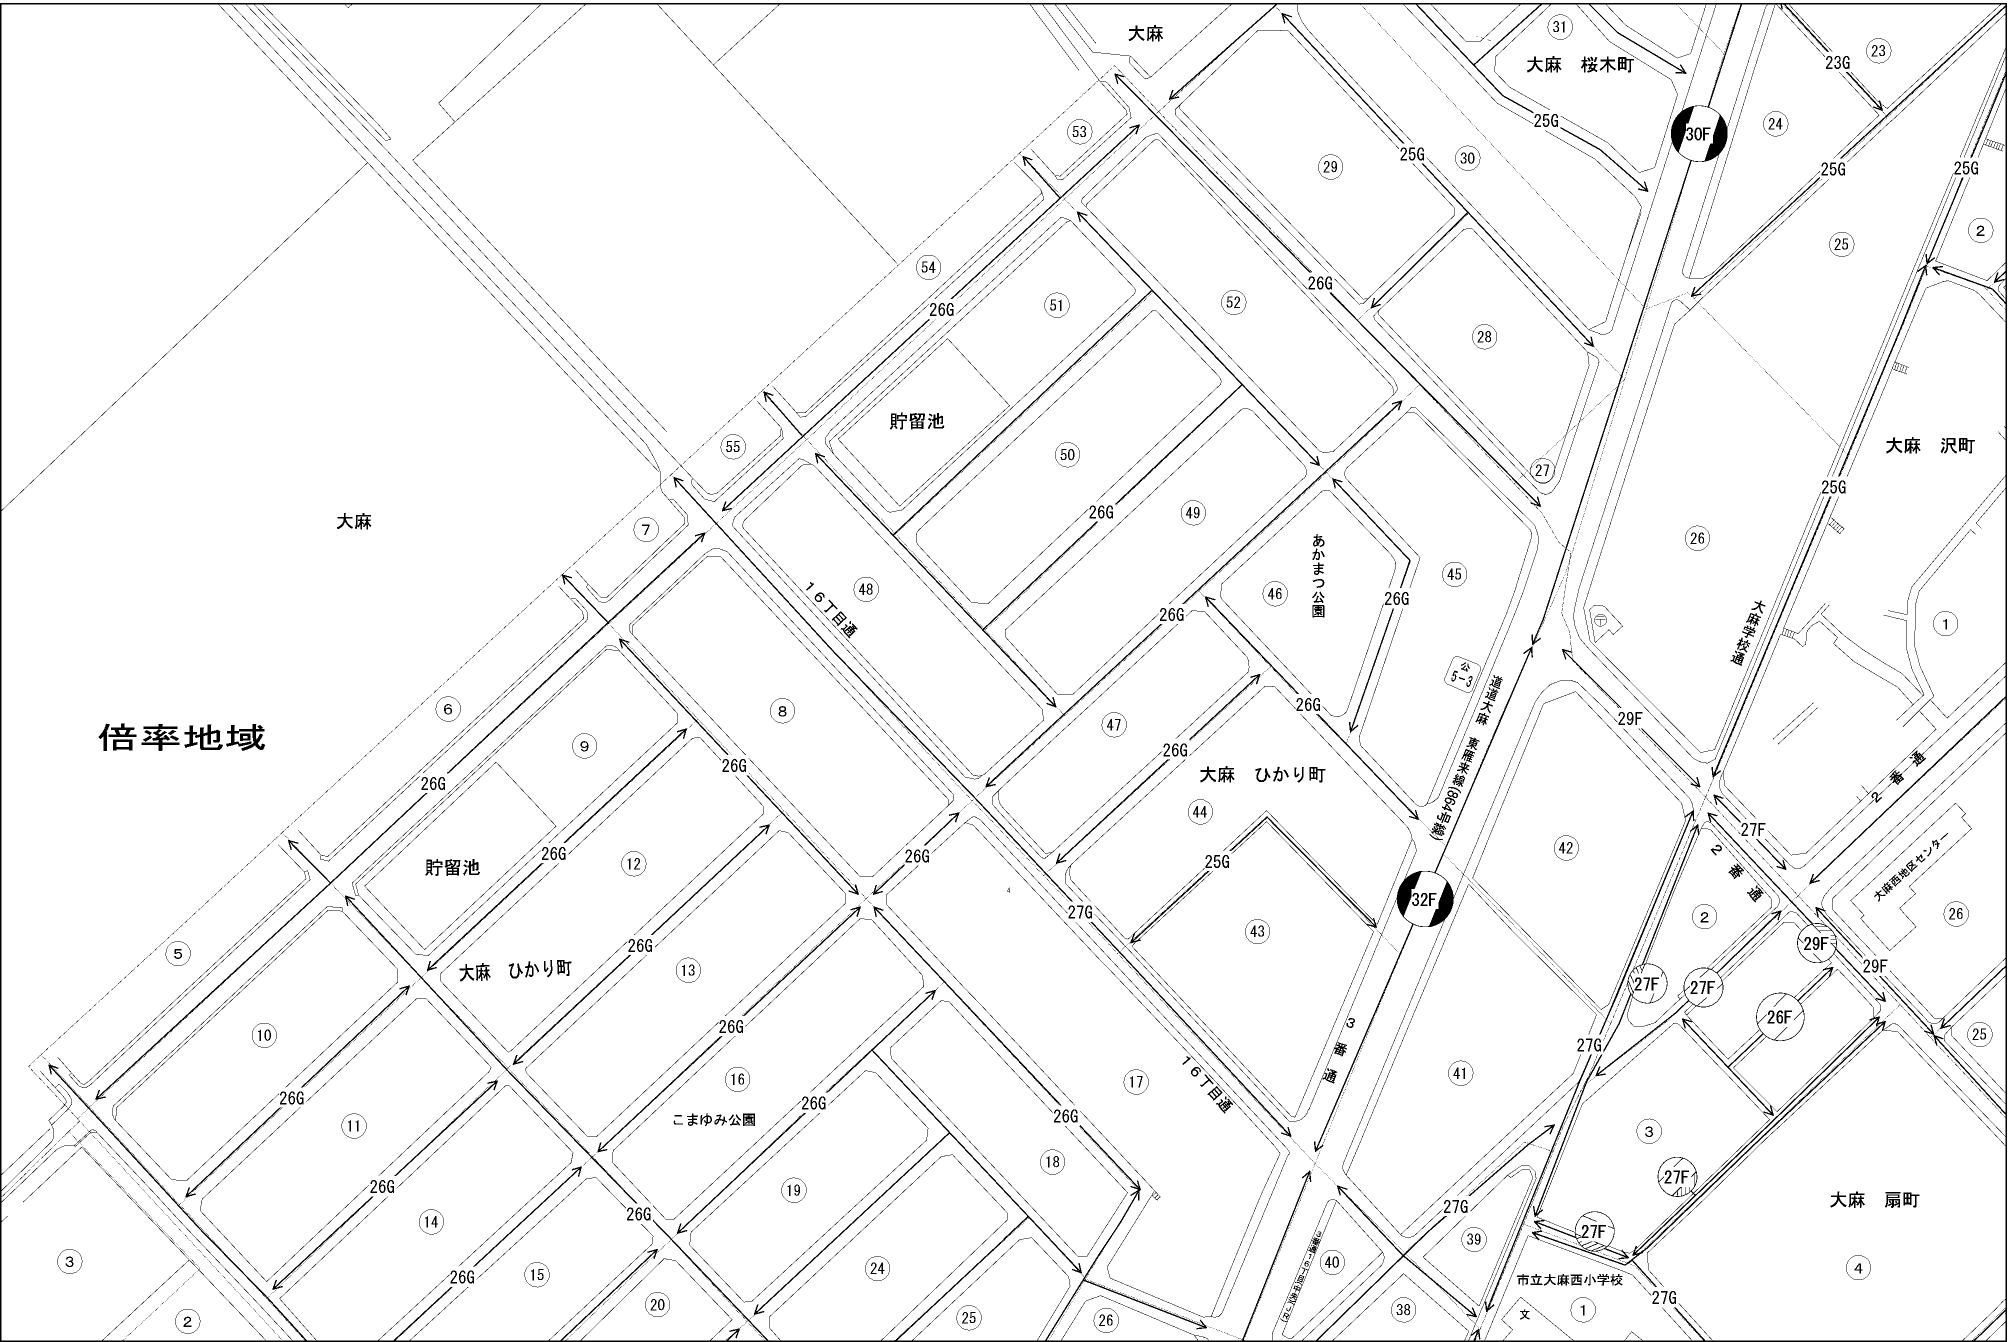 大麻
31
大麻 桜木町
23G
23
53
25G
30F
24
29
25G
30
25G
25G
2
54
26G
51
26G
52
25
28
55
貯留池
50
27
大麻 沢町
7
大麻
26G
49
25G
あかまつ公園
26
48
16丁目通
46
45
26G
26G
大麻学校通
1
公
5-3
6
8
26G
道道大麻 東雁来線(864号線)
29F
倍率地域
9
47
26G
26G
大麻 ひかり町
26G
26G
44
2番通
27F
26G
12
26G
25G
42
2番通
大麻西地区センター
貯留池
4
32F
27G
2
26
5
26G
43
29F
大麻 ひかり町
13
27F
27F
29F
26F
10
26G
3番通
27G
25
26G
16
26G
17
16丁目通
41
11
こまゆみ公園
26G
3
18
26G
19
27F
大麻 扇町
14
26G
27G
27F
3
40
39
24
26G
15
4
市立大麻西小学校
27G
20
25
26
38
文
1
2